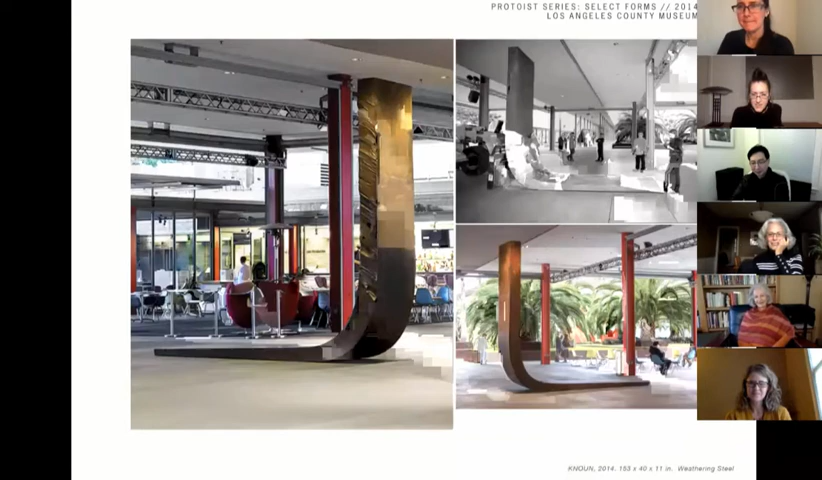 PROTOIST SERIES: SELECT FORMS // 2014
LOS ANGELES COUNTY MUSEUM
KNOUN, 2014. 153 x 40 x 11 in. Weathering Steel